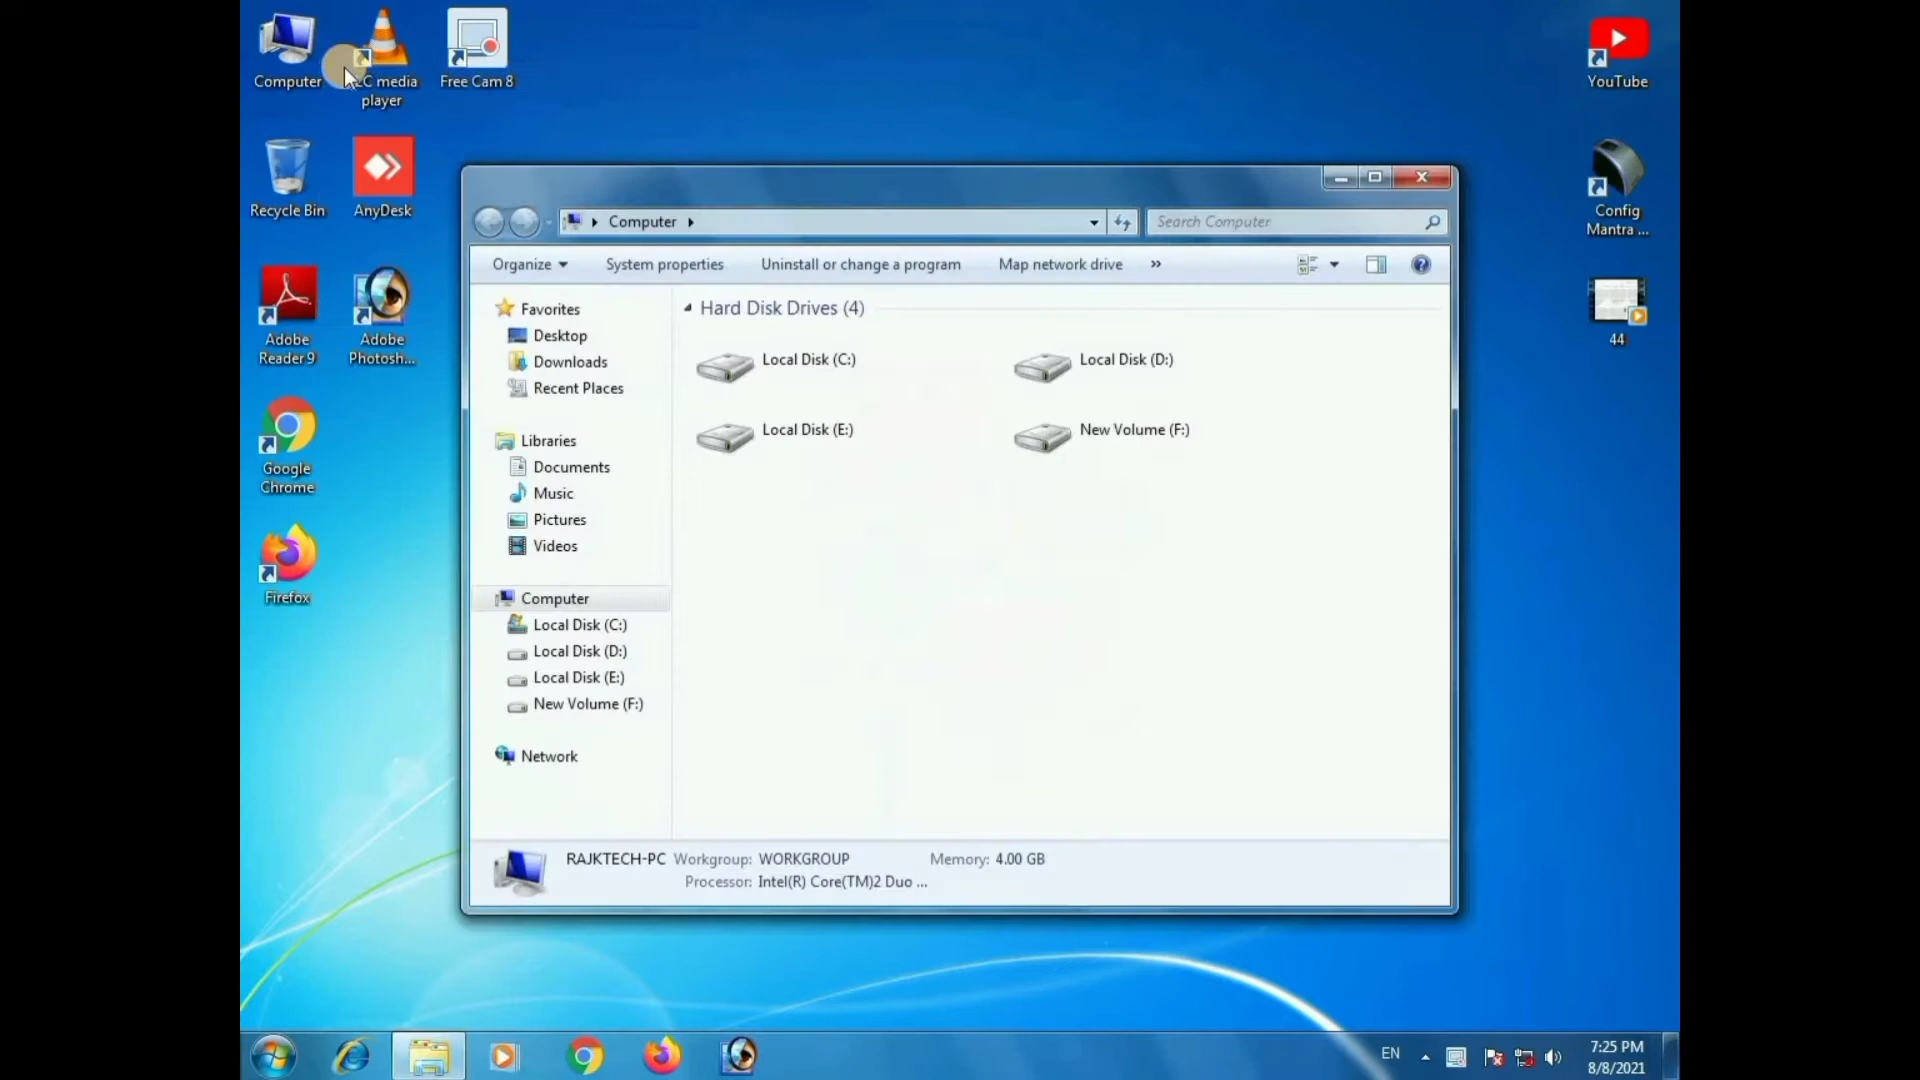 Computer
C media
player
Free Cam 8
YouTube
Recycle Bin
AnyDesk
Config
Mantra ...
Adobe
Reader 9
Adobe
Photosh...
44
Google
Chrome
Firefox
Computer
Search Computer
Organize
System properties
Uninstall or change a program
Map network drive
»
Favorites
Desktop
Downloads
Recent Places
Libraries
Documents
Music
Pictures
Videos
Computer
Local Disk (C:)
Local Disk (D:)
Local Disk (E:)
New Volume (F:)
Network
Hard Disk Drives (4)
Local Disk (C:)
Local Disk (D:)
Local Disk (E:)
New Volume (F:)
RAJKTECH-PC Workgroup: WORKGROUP Memory: 4.00 GB
Processor: Intel(R) Core(TM)2 Duo ...
EN
7:25 PM
8/8/2021